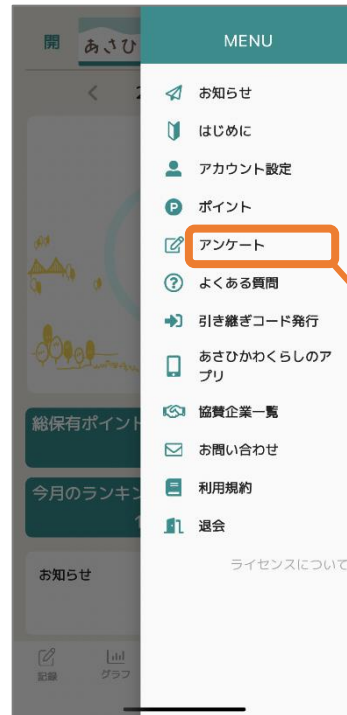 開 あさひ
MENU
お知らせ
はじめに
アカウント設定
ポイント
アンケート
よくある質問
引き継ぎコード発行
あさひかわくらしのア
プリ
協賛企業一覧
お問い合わせ
利用規約
退会
ライセンスについて
総保有ポイント
今月のランキン
お知らせ
記録
グラフ